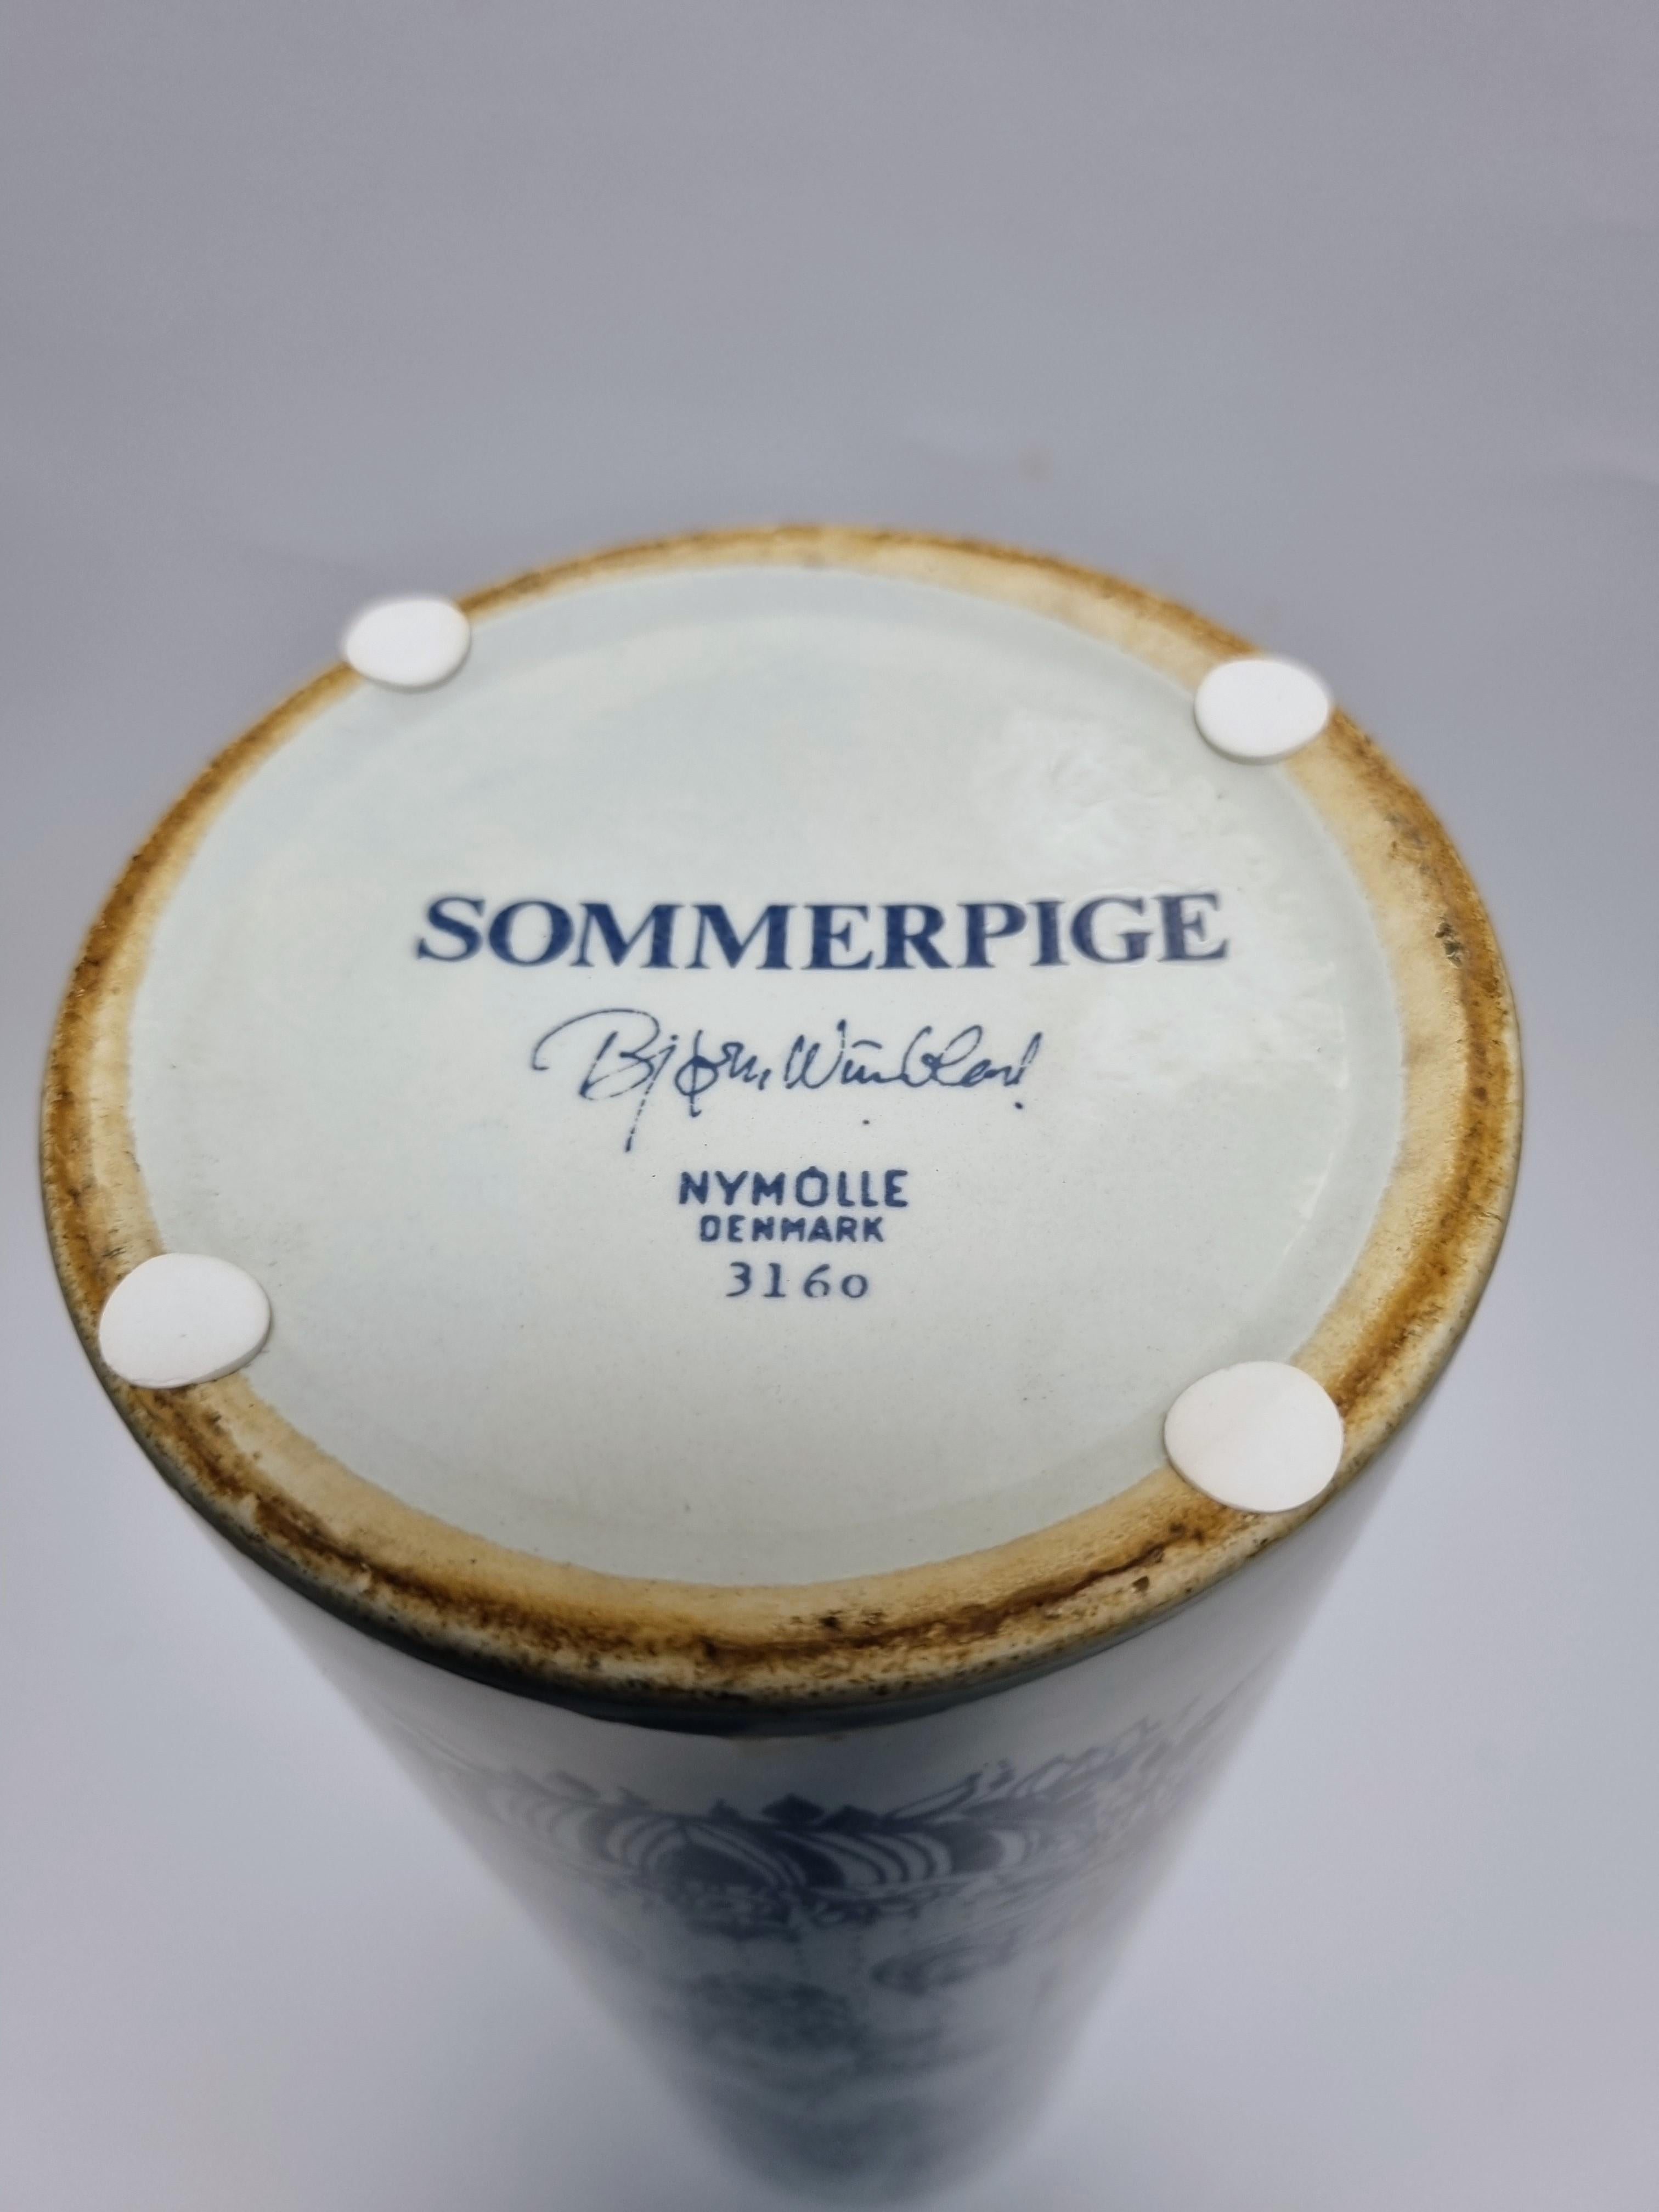 SOMMERPIGE
Bjørn Wiinblad
NYMÖLLE
DENMARK
3160